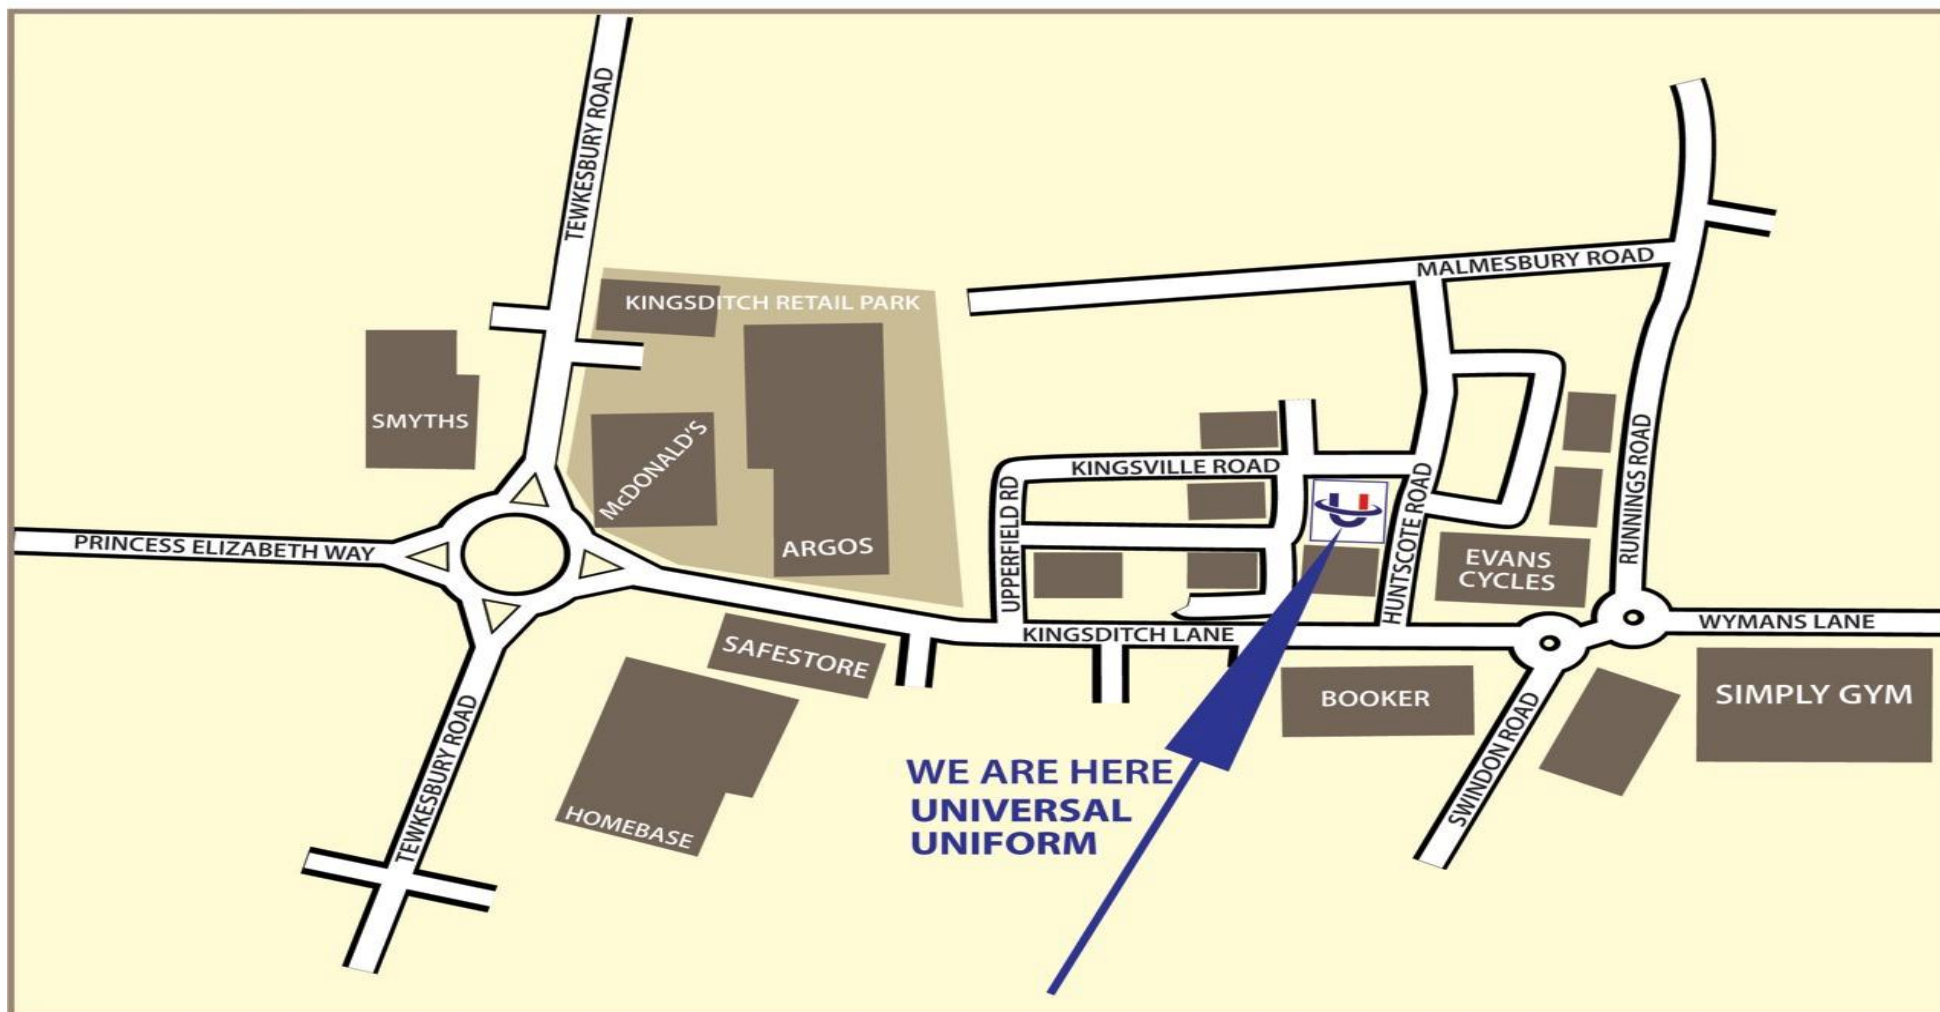 TEWKESBURY ROAD
MALMESBURY ROAD
KINGSDITCH RETAIL PARK
SMYTHS
McDONALD'S
ARGOS
KINGSVILLE ROAD
UPPERFIELD RD
HUNTSCOTE ROAD
RUNNINGS ROAD
PRINCESS ELIZABETH WAY
EVANS
CYCLES
KINGSDITCH LANE
WYMANS LANE
SAFESTORE
BOOKER
SIMPLY GYM
TEWKESBURY ROAD
HOMEBASE
SWINDON ROAD
WE ARE HERE
UNIVERSAL
UNIFORM